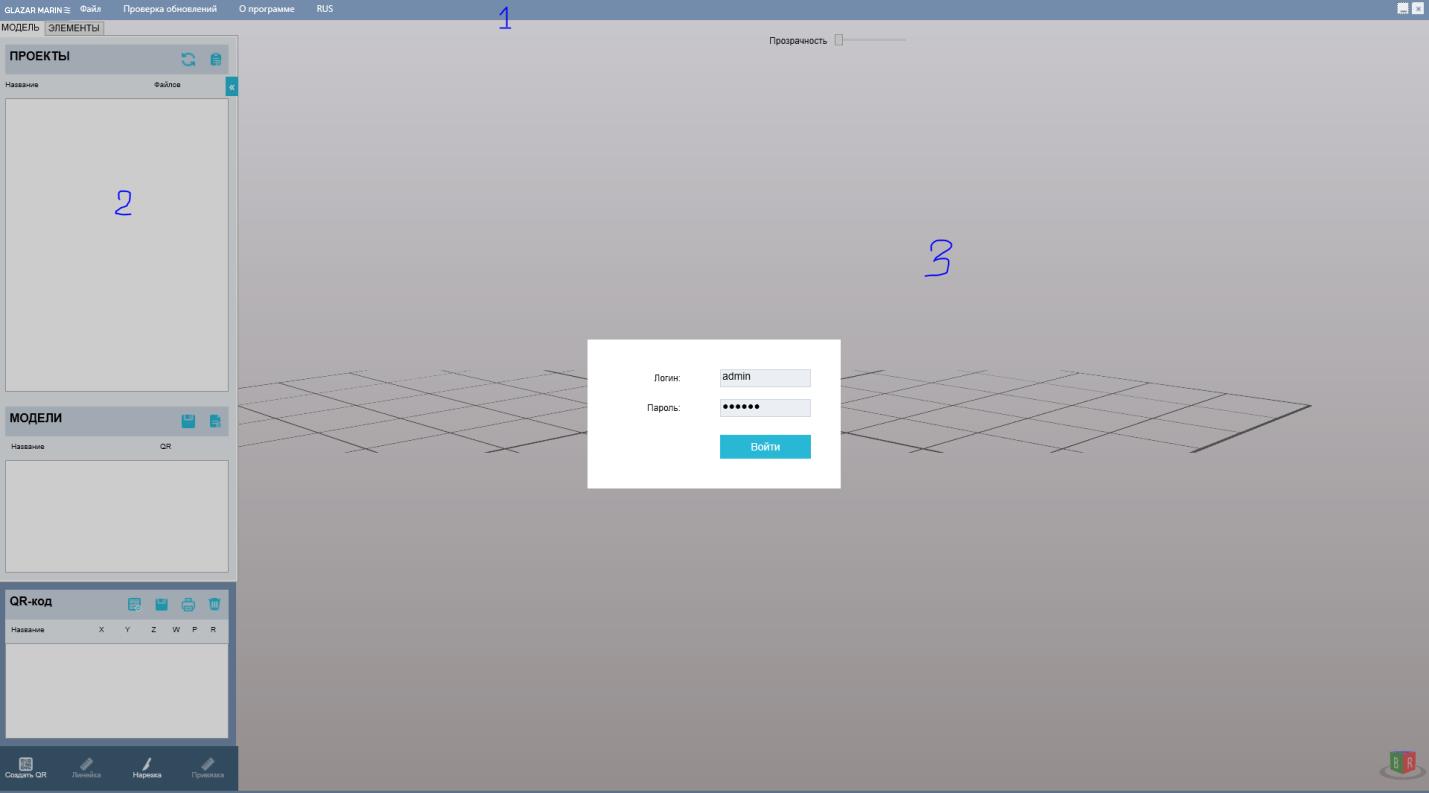 GLAZAR MARIN Файл Проверка обновлений О программе RUS
1
МОДЕЛЬ ЭЛЕМЕНТЫ
Прозрачность
ПРОЕКТЫ
Название Файлов
«
2
3
Логин: admin
Пароль: ●●●●●●
Войти
МОДЕЛИ
Название QR
QR-код
Название X Y Z W P R
Создать QR Линейка Нарезка Привязка
B R